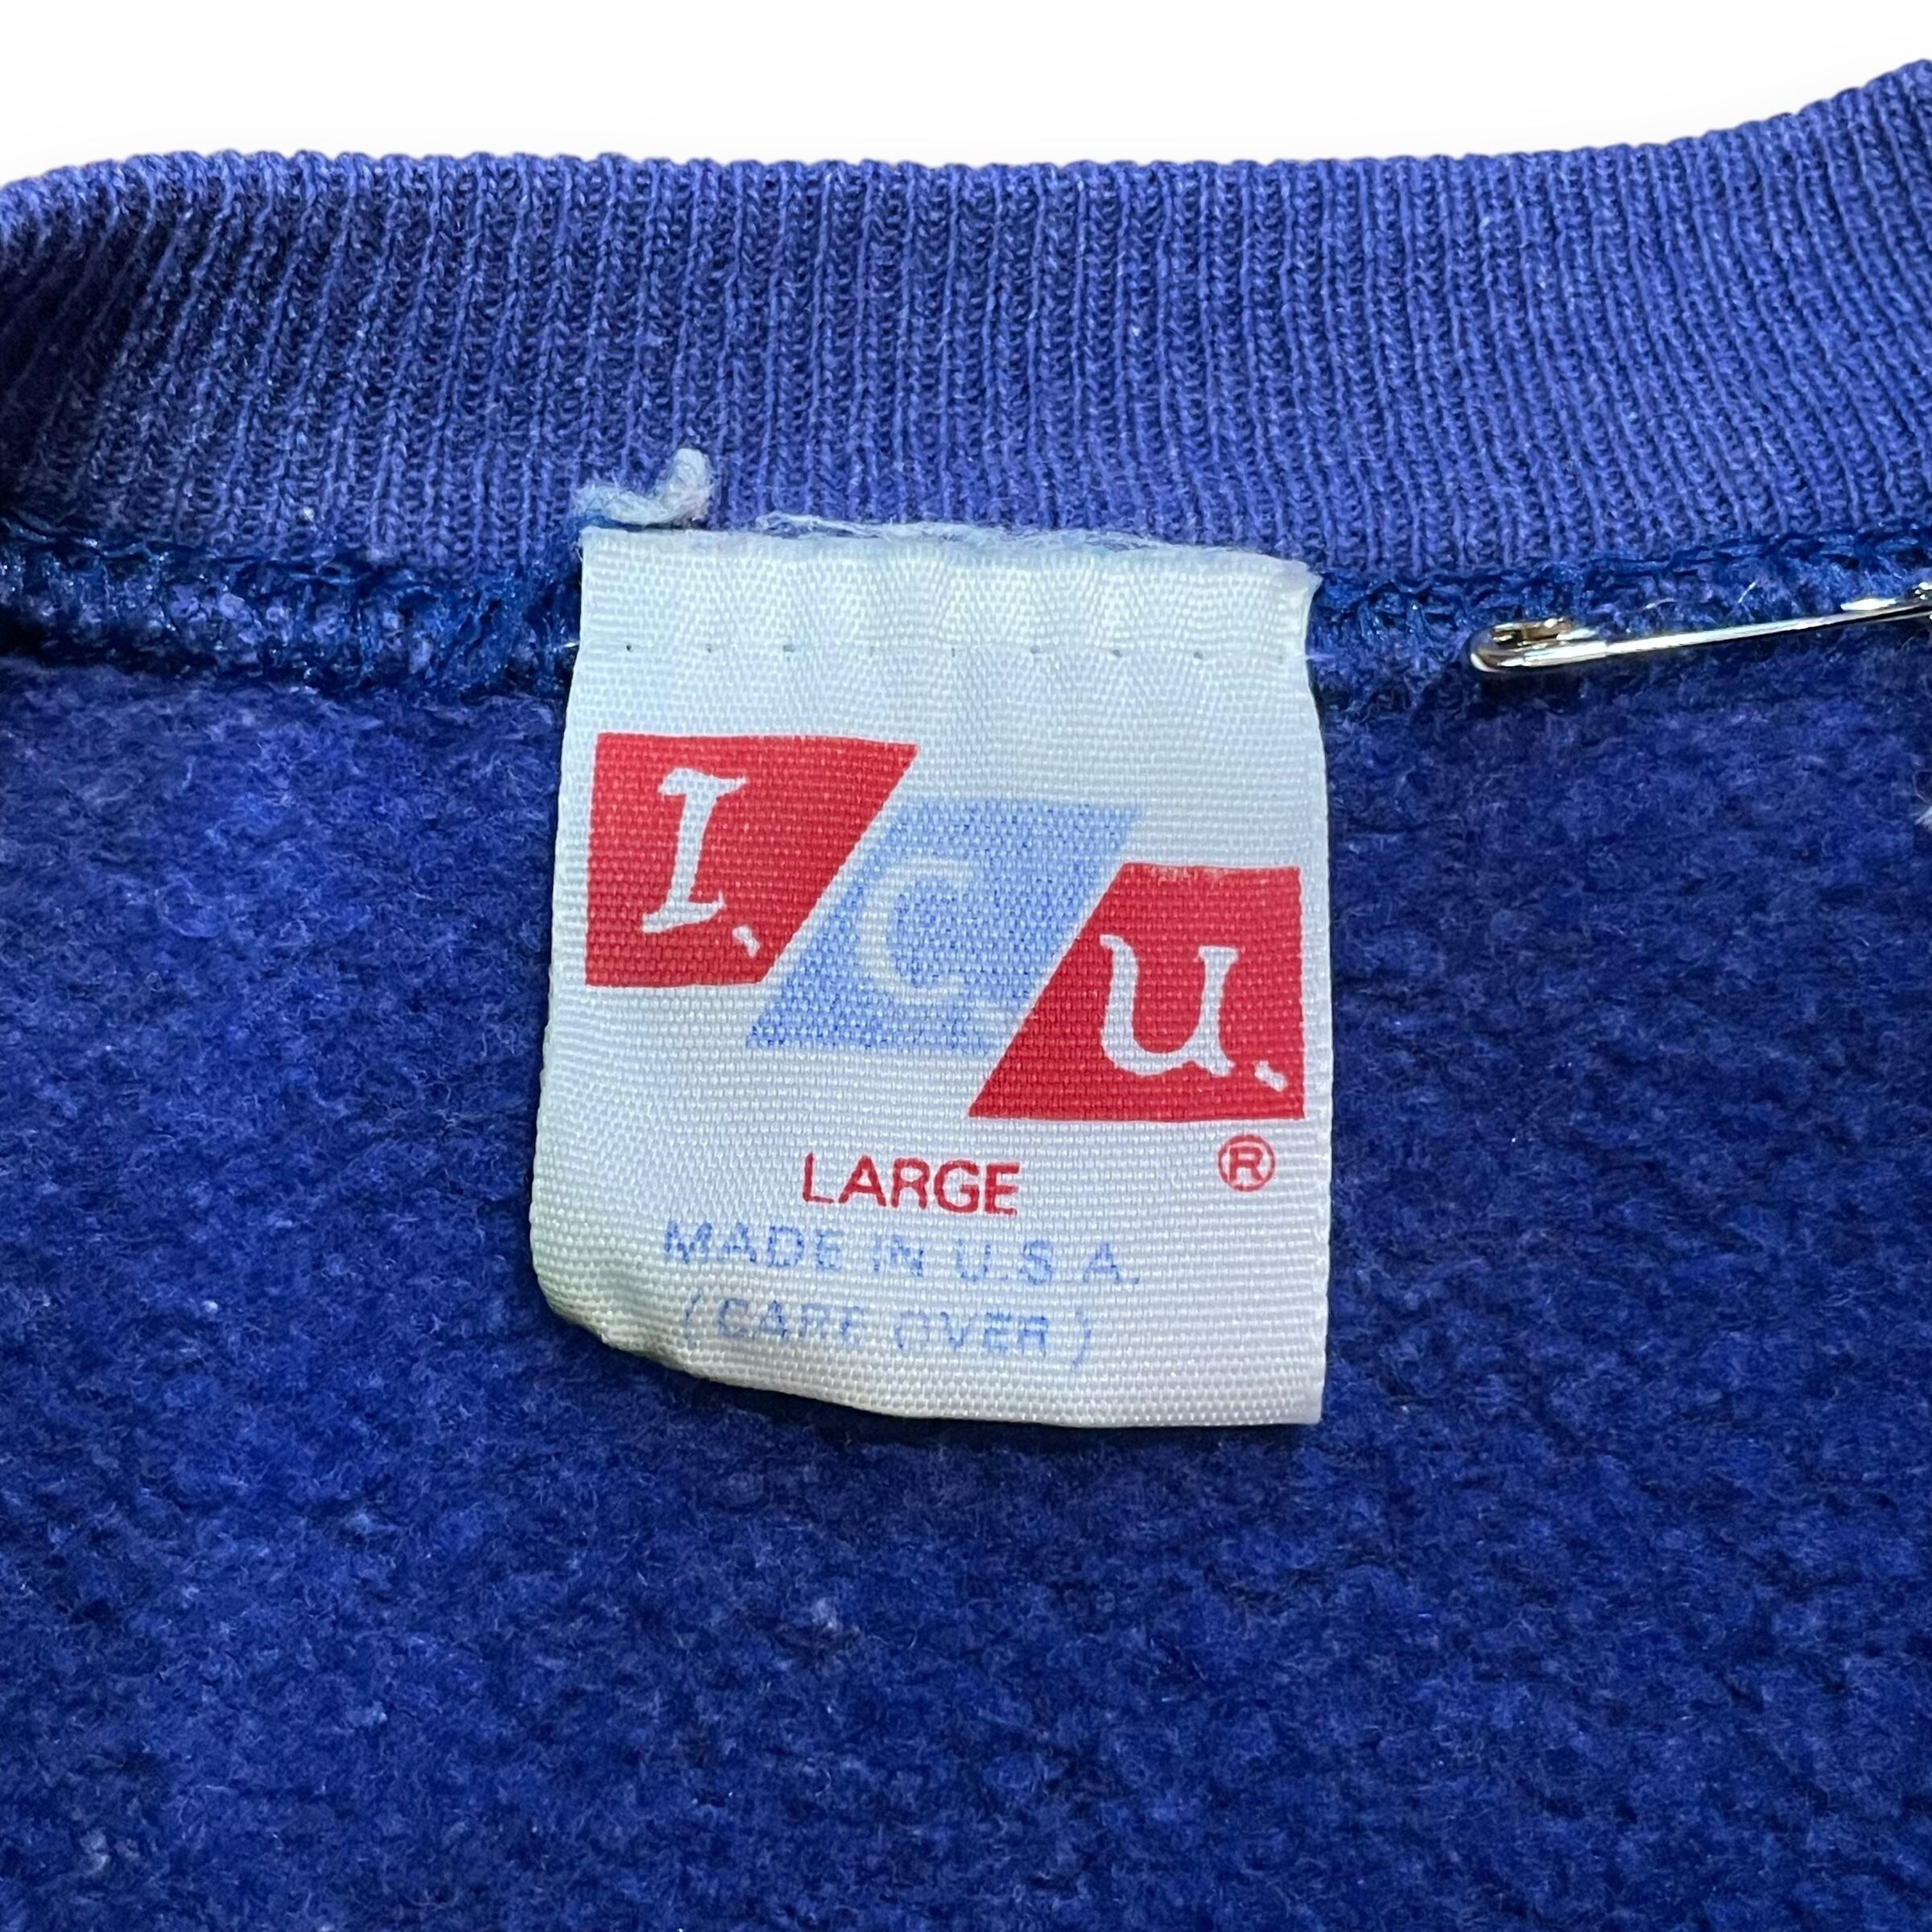 I.C.U.
®
LARGE
MADE IN U.S.A.
(CARE OVER)